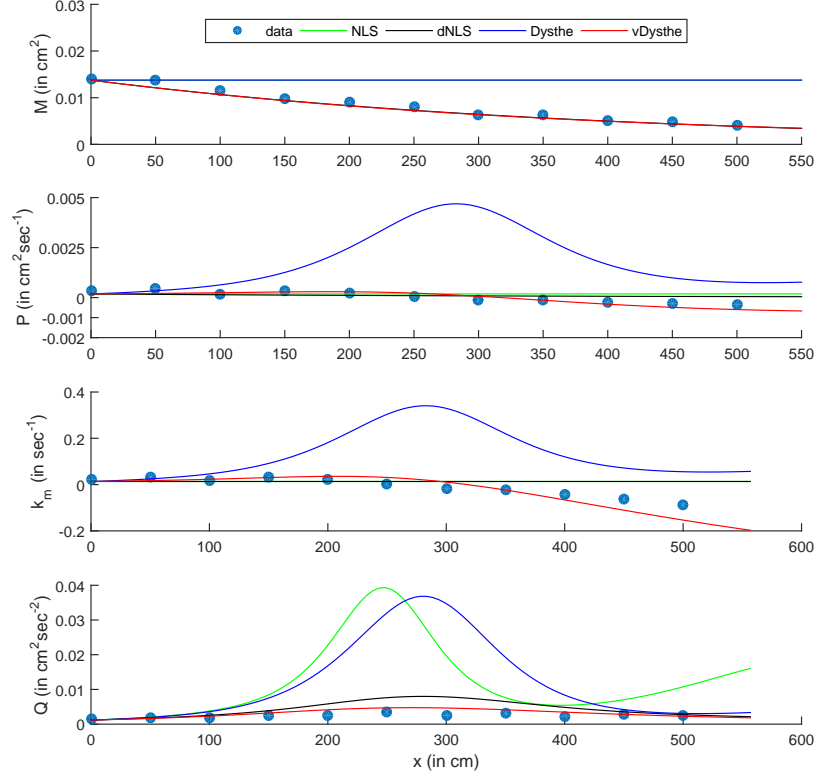 0.03
data NLS dNLS Dysthe vDysthe
0.02
0.01
0
M (in cm²)
0 50 100 150 200 250 300 350 400 450 500 550
0.005
0.0025
0
-0.001
-0.002
P (in cm²sec⁻¹)
0 50 100 150 200 250 300 350 400 450 500 550
0.4
0.2
0
-0.2
kₘ (in sec⁻¹)
0 100 200 300 400 500 600
0.04
0.03
0.02
0.01
0
Q (in cm²sec⁻²)
0 100 200 300 400 500 600
x (in cm)